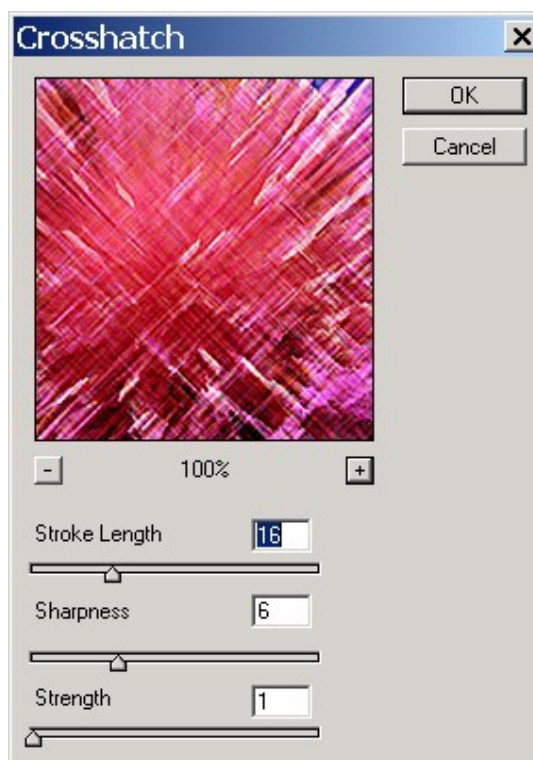 Crosshatch
OK
Cancel
- 100% +
Stroke Length 16
Sharpness 6
Strength 1